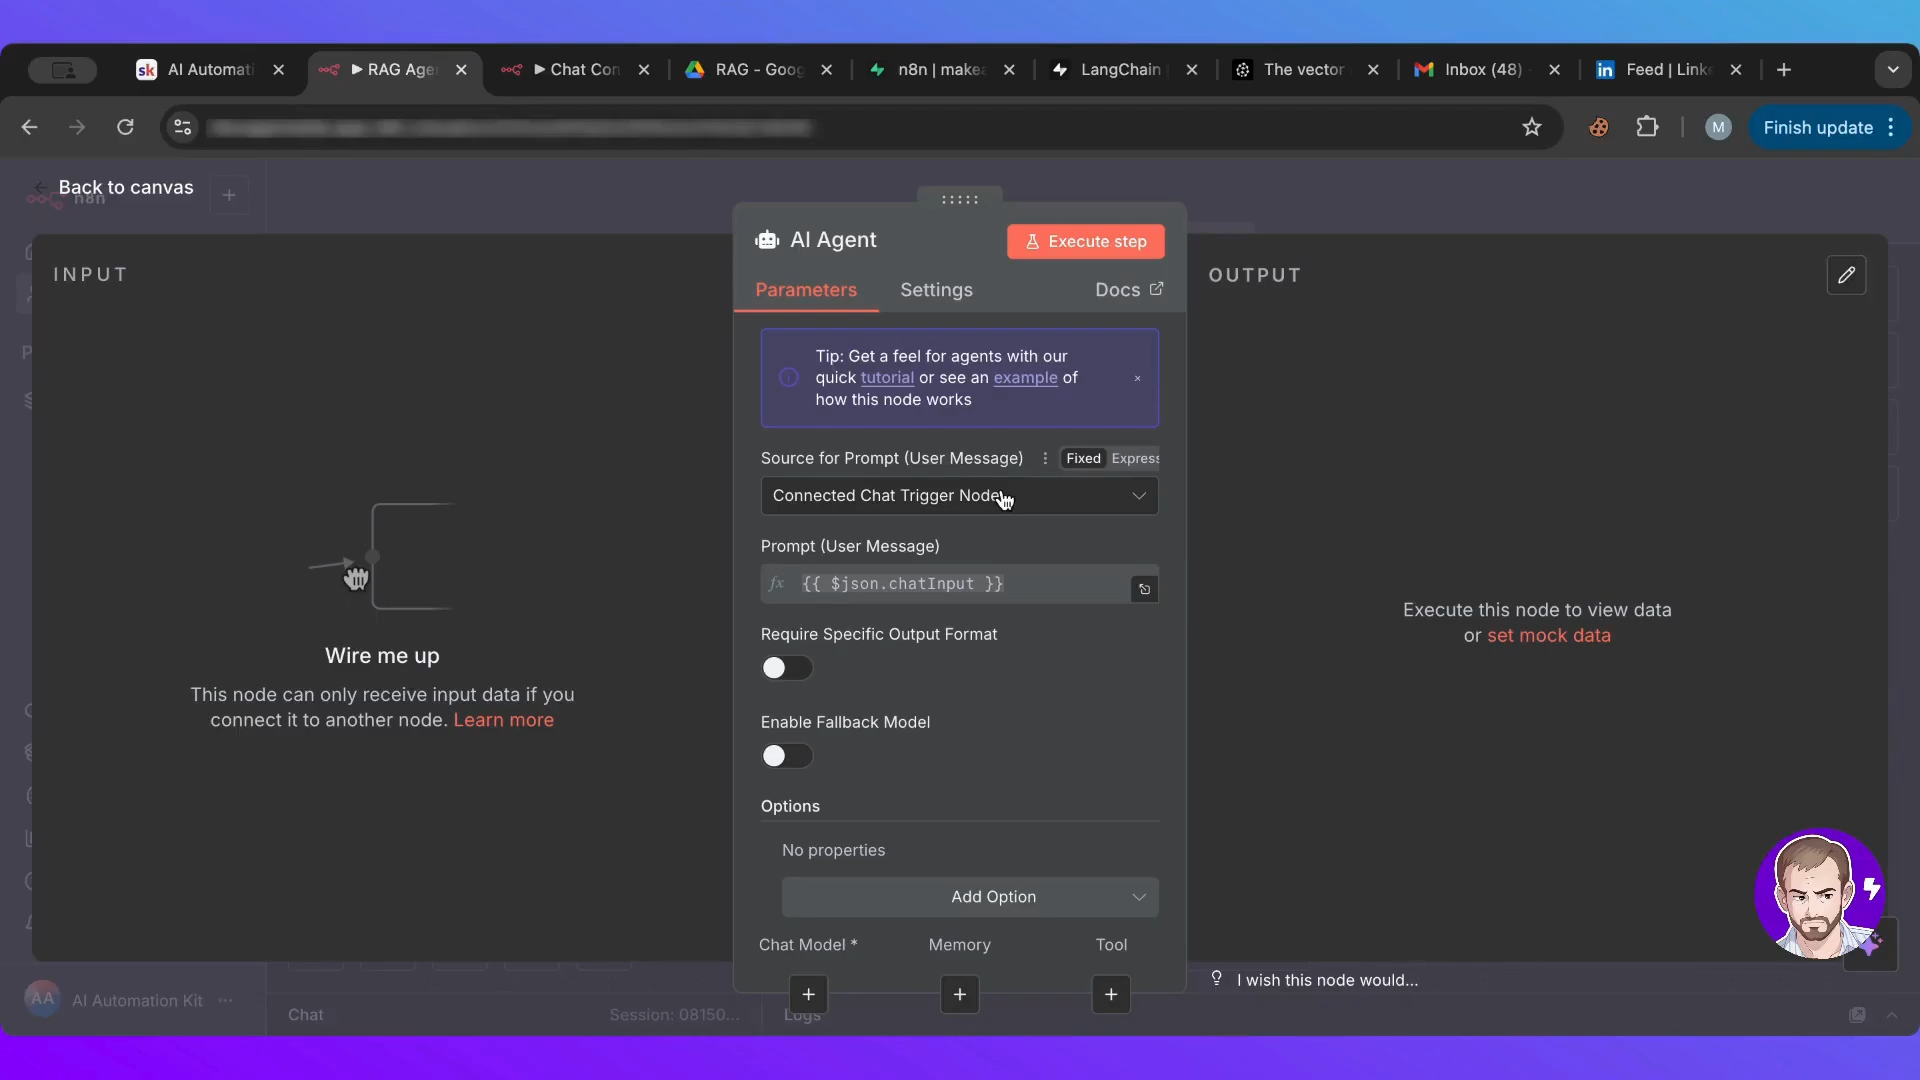 sk AI Automati
RAG Age
Chat Con
RAG - Goog
n8n | make
LangChain
The vector
Inbox (48)
in Feed | Link
M
Finish update
Back to canvas
n8n
INPUT
Wire me up
This node can only receive input data if you
connect it to another node. Learn more
AI Agent
Execute step
Parameters
Settings
Docs
Tip: Get a feel for agents with our
quick tutorial or see an example of
how this node works
Source for Prompt (User Message)
Fixed
Express
Connected Chat Trigger Node
Prompt (User Message)
fx {{ $json.chatInput }}
Require Specific Output Format
Enable Fallback Model
Options
No properties
Add Option
Chat Model *
Memory
Tool
OUTPUT
Execute this node to view data
or set mock data
I wish this node would...
AA AI Automation Kit
Chat
Session: 08150...
Logs